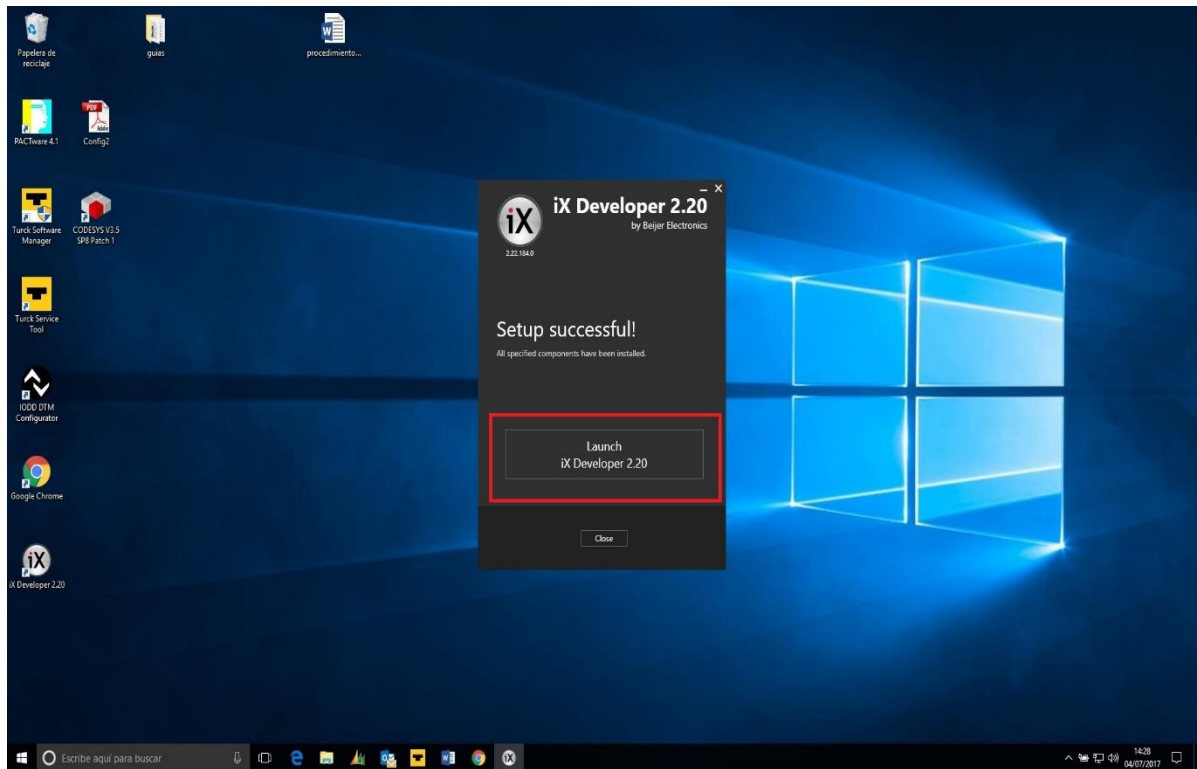 Papelera de
reciclaje
guias
procedimiento...
PACTware 4.1
Config2
Turck Software
Manager
CODESYS V3.5
SP8 Patch 1
Turck Service
Tool
IODD DTM
Configurator
Google Chrome
iX Developer 2.20
iX
iX Developer 2.20
by Beijer Electronics
2.22.184.0
Setup successful!
All specified components have been installed.
Launch
iX Developer 2.20
Close
Escribe aquí para buscar
14:28
04/07/2017